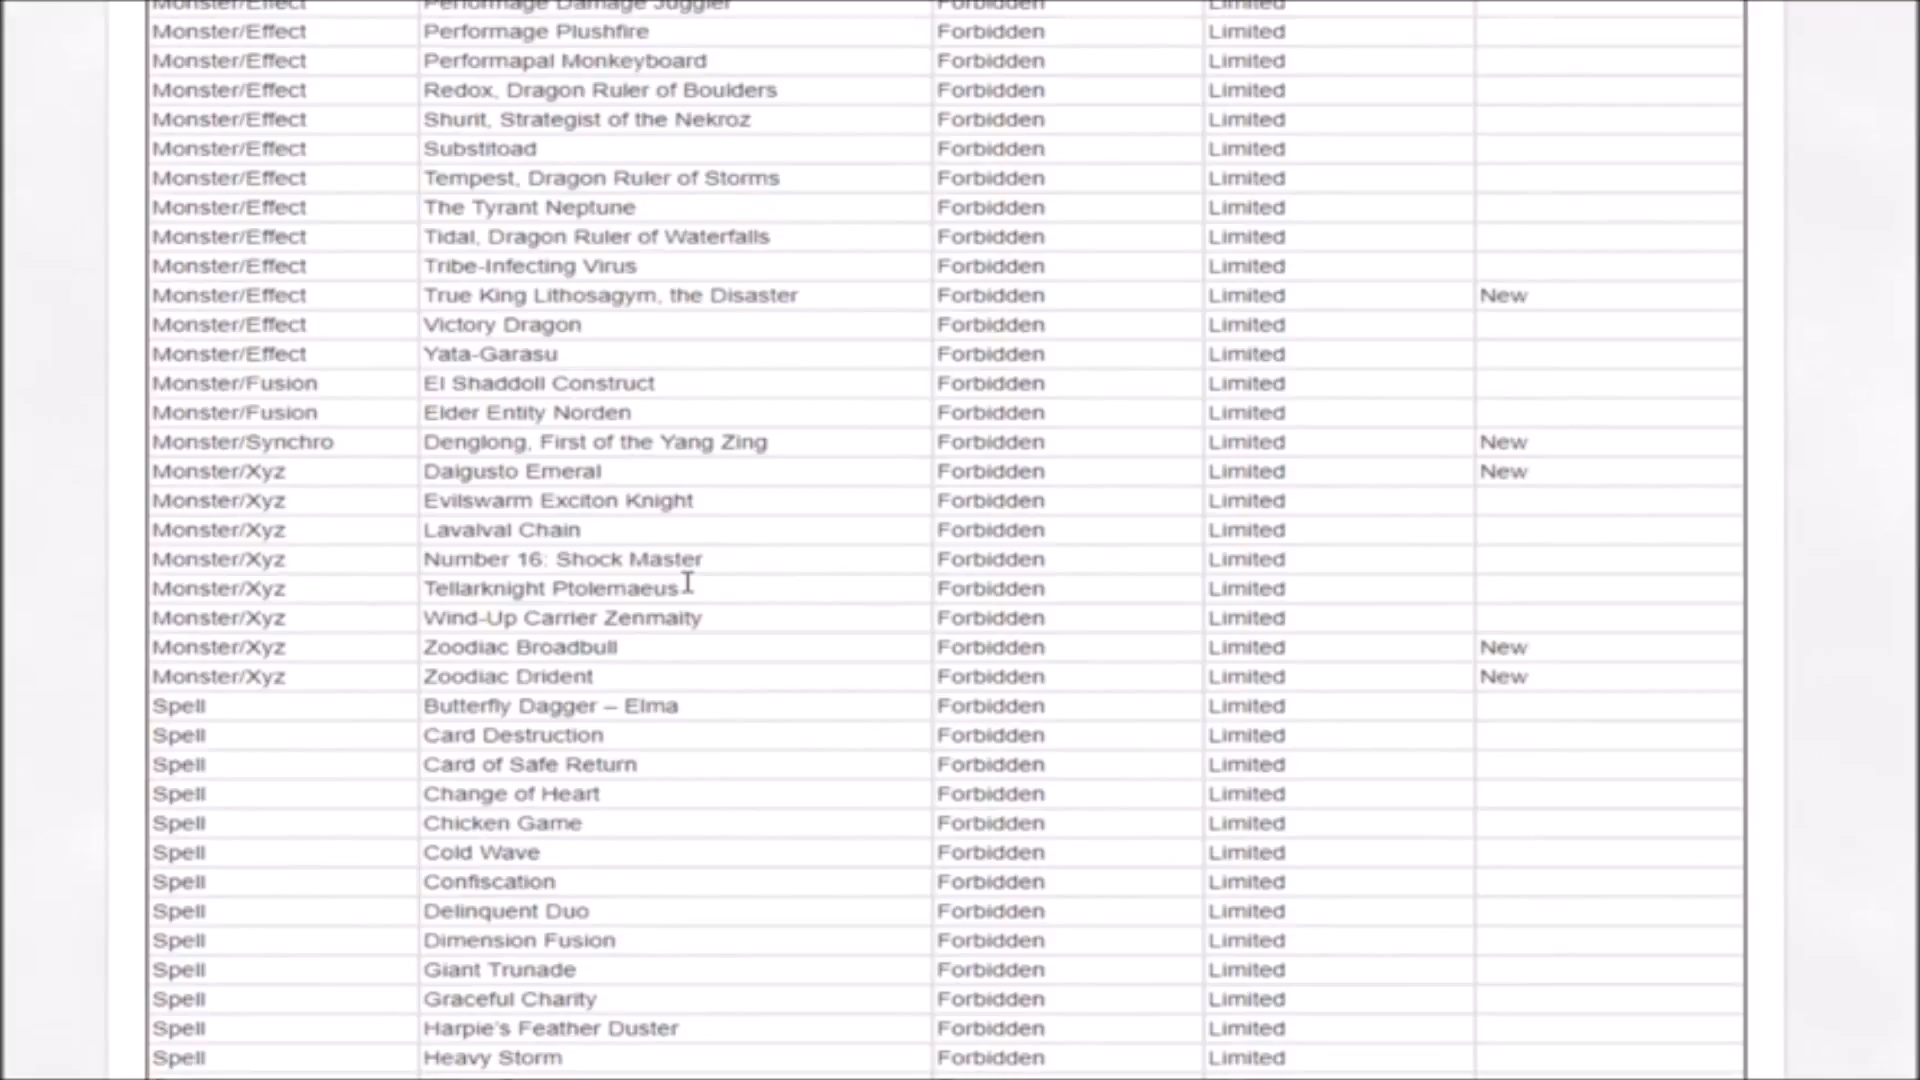 Monster/Effect Performage Damage Juggler Forbidden Limited
Monster/Effect Performage Plushfire Forbidden Limited
Monster/Effect Performapal Monkeyboard Forbidden Limited
Monster/Effect Redox, Dragon Ruler of Boulders Forbidden Limited
Monster/Effect Shurit, Strategist of the Nekroz Forbidden Limited
Monster/Effect Substitoad Forbidden Limited
Monster/Effect Tempest, Dragon Ruler of Storms Forbidden Limited
Monster/Effect The Tyrant Neptune Forbidden Limited
Monster/Effect Tidal, Dragon Ruler of Waterfalls Forbidden Limited
Monster/Effect Tribe-Infecting Virus Forbidden Limited
Monster/Effect True King Lithosagym, the Disaster Forbidden Limited New
Monster/Effect Victory Dragon Forbidden Limited
Monster/Effect Yata-Garasu Forbidden Limited
Monster/Fusion El Shaddoll Construct Forbidden Limited
Monster/Fusion Elder Entity Norden Forbidden Limited
Monster/Synchro Denglong, First of the Yang Zing Forbidden Limited New
Monster/Xyz Daigusto Emeral Forbidden Limited New
Monster/Xyz Evilswarm Exciton Knight Forbidden Limited
Monster/Xyz Lavalval Chain Forbidden Limited
Monster/Xyz Number 16: Shock Master Forbidden Limited
Monster/Xyz Tellarknight Ptolemaeus Forbidden Limited
Monster/Xyz Wind-Up Carrier Zenmaity Forbidden Limited
Monster/Xyz Zoodiac Broadbull Forbidden Limited New
Monster/Xyz Zoodiac Drident Forbidden Limited New
Spell Butterfly Dagger – Elma Forbidden Limited
Spell Card Destruction Forbidden Limited
Spell Card of Safe Return Forbidden Limited
Spell Change of Heart Forbidden Limited
Spell Chicken Game Forbidden Limited
Spell Cold Wave Forbidden Limited
Spell Confiscation Forbidden Limited
Spell Delinquent Duo Forbidden Limited
Spell Dimension Fusion Forbidden Limited
Spell Giant Trunade Forbidden Limited
Spell Graceful Charity Forbidden Limited
Spell Harpie's Feather Duster Forbidden Limited
Spell Heavy Storm Forbidden Limited